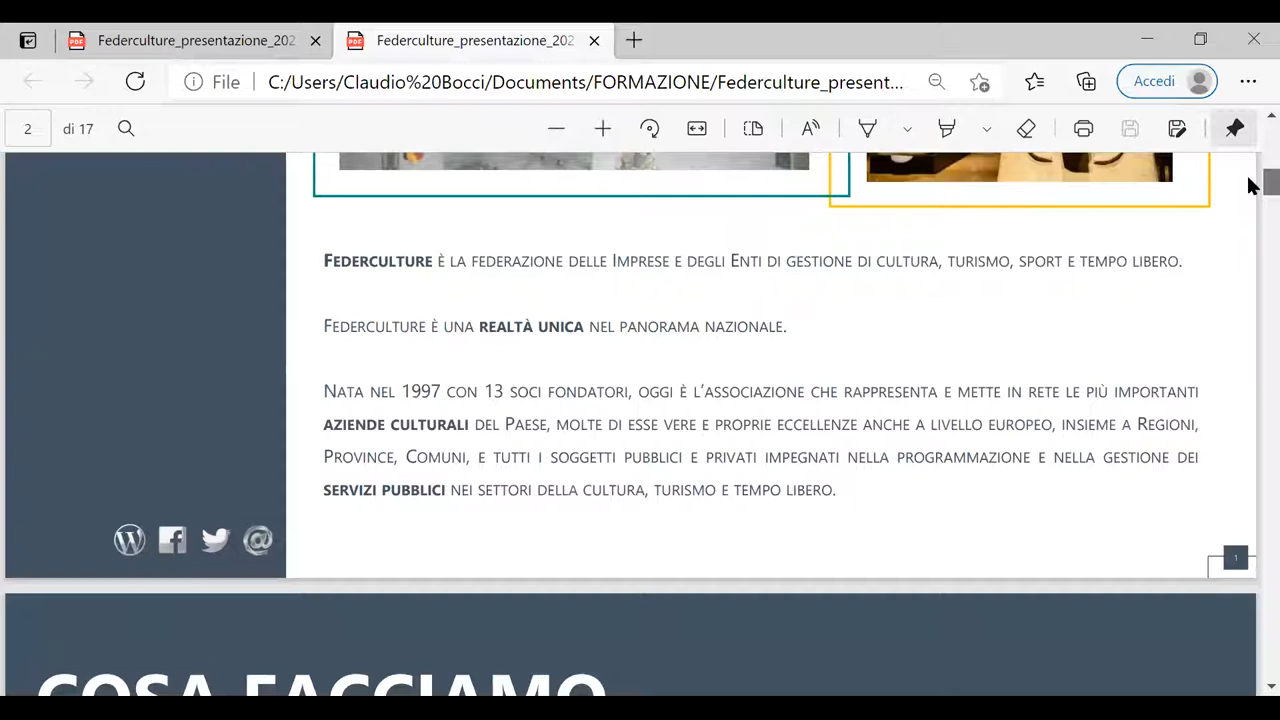 Federculture_presentazione_202
Federculture_presentazione_202
File
C:/Users/Claudio%20Bocci/Documents/FORMAZIONE/Federculture_present...
Accedi
2 di 17
FEDERCULTURE È LA FEDERAZIONE DELLE IMPRESE E DEGLI ENTI DI GESTIONE DI CULTURA, TURISMO, SPORT E TEMPO LIBERO.
FEDERCULTURE È UNA REALTÀ UNICA NEL PANORAMA NAZIONALE.
NATA NEL 1997 CON 13 SOCI FONDATORI, OGGI È L'ASSOCIAZIONE CHE RAPPRESENTA E METTE IN RETE LE PIÙ IMPORTANTI
AZIENDE CULTURALI DEL PAESE, MOLTE DI ESSE VERE E PROPRIE ECCELLENZE ANCHE A LIVELLO EUROPEO, INSIEME A REGIONI,
PROVINCE, COMUNI, E TUTTI I SOGGETTI PUBBLICI E PRIVATI IMPEGNATI NELLA PROGRAMMAZIONE E NELLA GESTIONE DEI
SERVIZI PUBBLICI NEI SETTORI DELLA CULTURA, TURISMO E TEMPO LIBERO.
1
COSA FACCIAMO